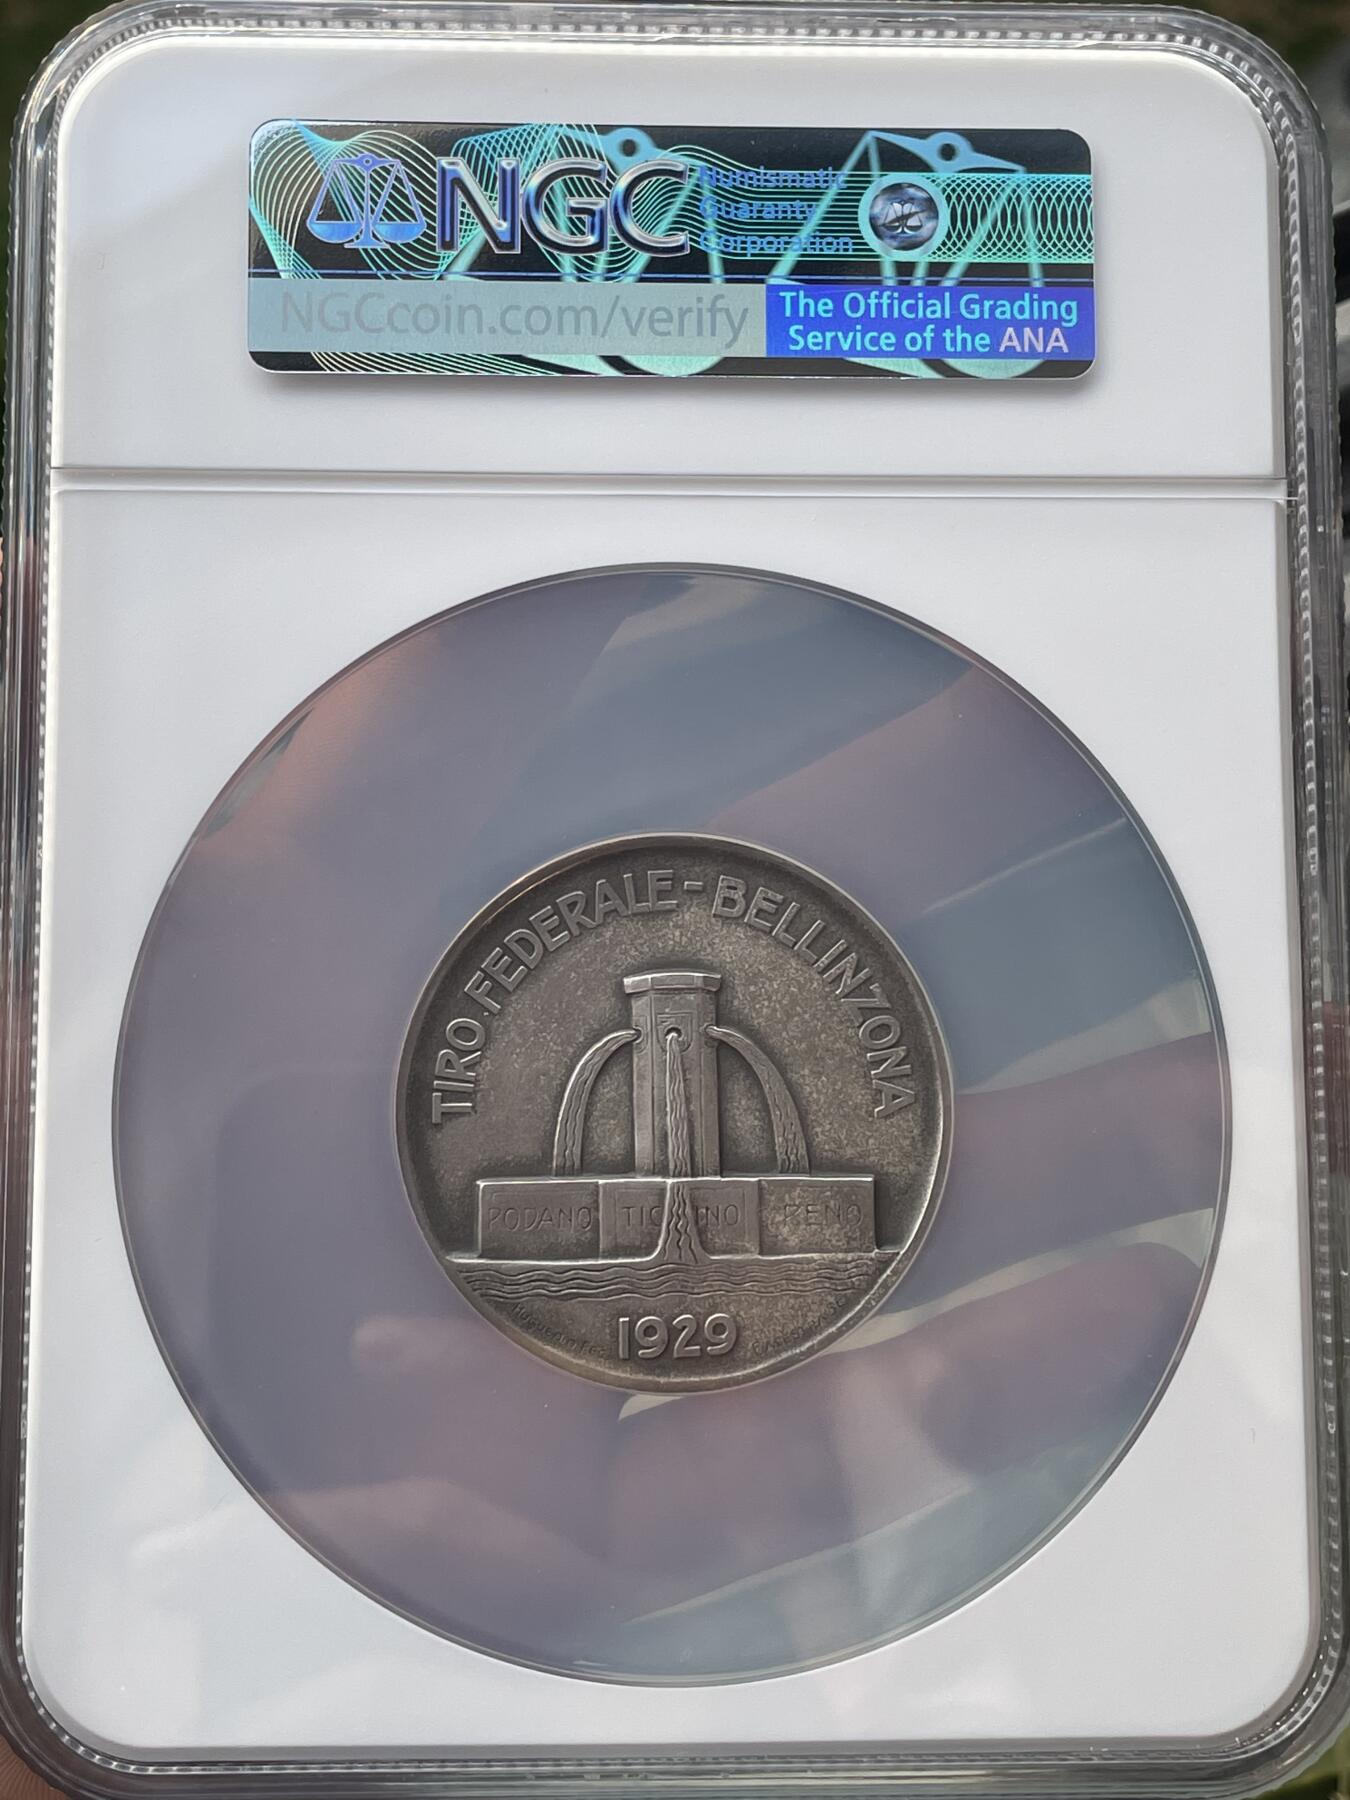 NGC
Numismatic
Guaranty
Corporation
NGCcoin.com/verify
The Official Grading
Service of the ANA
TIRO FEDERALE-BELLINZONA
RODANO TICINO RENO
1929
HUGUENIN